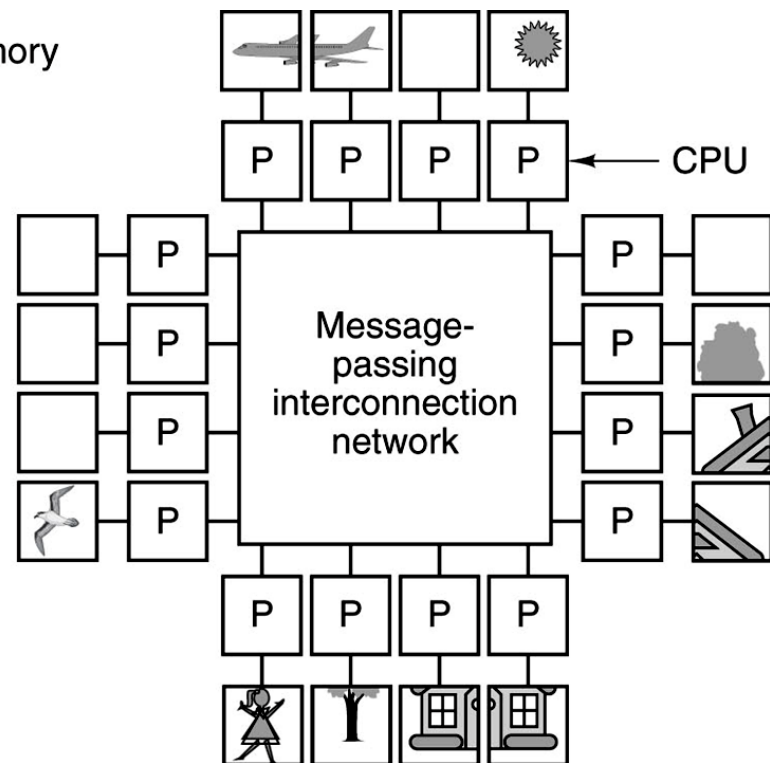 P P P P CPU
P P
Message-
passing
interconnection
network
P P
P P
P P
P P P P